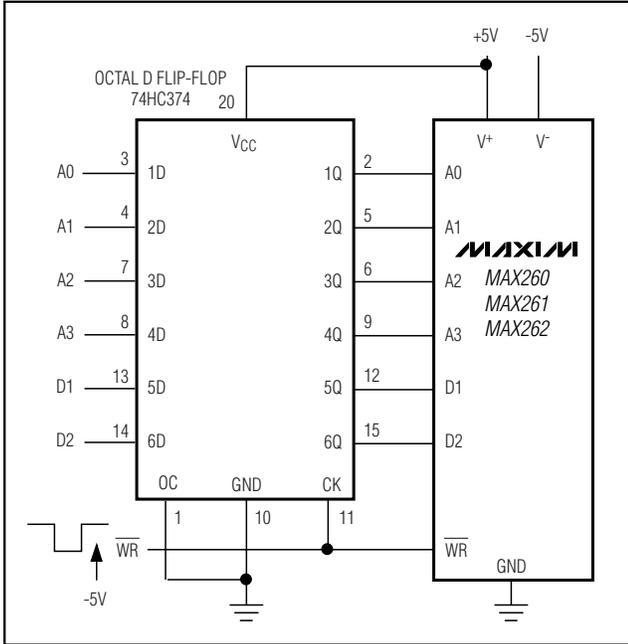 +5V -5V
OCTAL D FLIP-FLOP
74HC374 20
VCC V+ V-
A0 3 1D 1Q 2 A0
A1 4 2D 2Q 5 A1
MAXIM
A2 7 3D 3Q 6 A2 MAX260
MAX261
MAX262
A3 8 4D 4Q 9 A3
D1 13 5D 5Q 12 D1
D2 14 6D 6Q 15 D2
OC GND CK
1 10 11
WR WR
GND
-5V